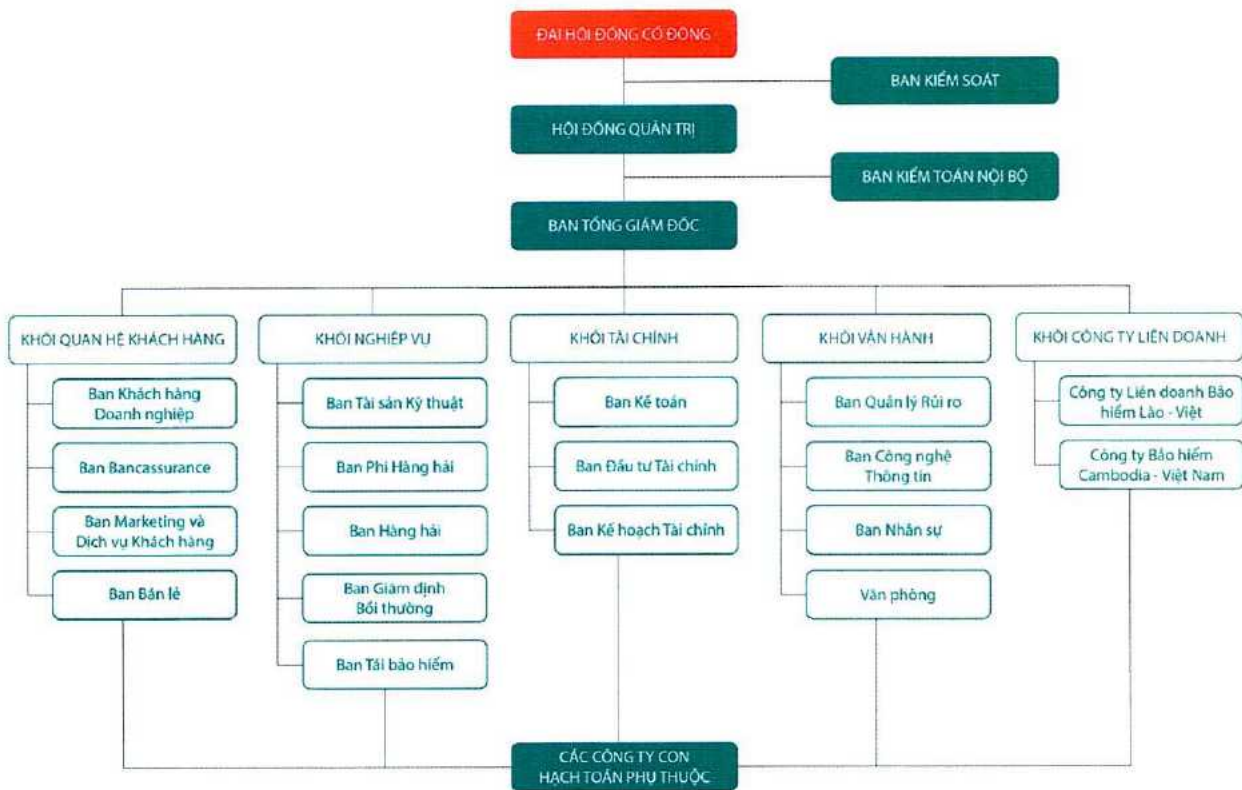 ĐẠI HỘI ĐỒNG CỔ ĐÔNG
BAN KIỂM SOÁT
HỘI ĐỒNG QUẢN TRỊ
BAN KIỂM TOÁN NỘI BỘ
BAN TỔNG GIÁM ĐỐC
KHỐI QUAN HỆ KHÁCH HÀNG
KHỐI NGHIỆP VỤ
KHỐI TÀI CHÍNH
KHỐI VẬN HÀNH
KHỐI CÔNG TY LIÊN DOANH
Ban Khách hàng
Doanh nghiệp
Ban Bancassurance
Ban Marketing và
Dịch vụ Khách hàng
Ban Bán lẻ
Ban Tài sản Kỹ thuật
Ban Phi Hàng hải
Ban Hàng hải
Ban Giám định
Bồi thường
Ban Tái bảo hiểm
Ban Kế toán
Ban Đầu tư Tài chính
Ban Kế hoạch Tài chính
Ban Quản lý Rủi ro
Ban Công nghệ
Thông tin
Ban Nhân sự
Văn phòng
Công ty Liên doanh Bảo
hiểm Lào - Việt
Công ty Bảo hiểm
Cambodia - Việt Nam
CÁC CÔNG TY CON
HẠCH TOÁN PHỤ THUỘC